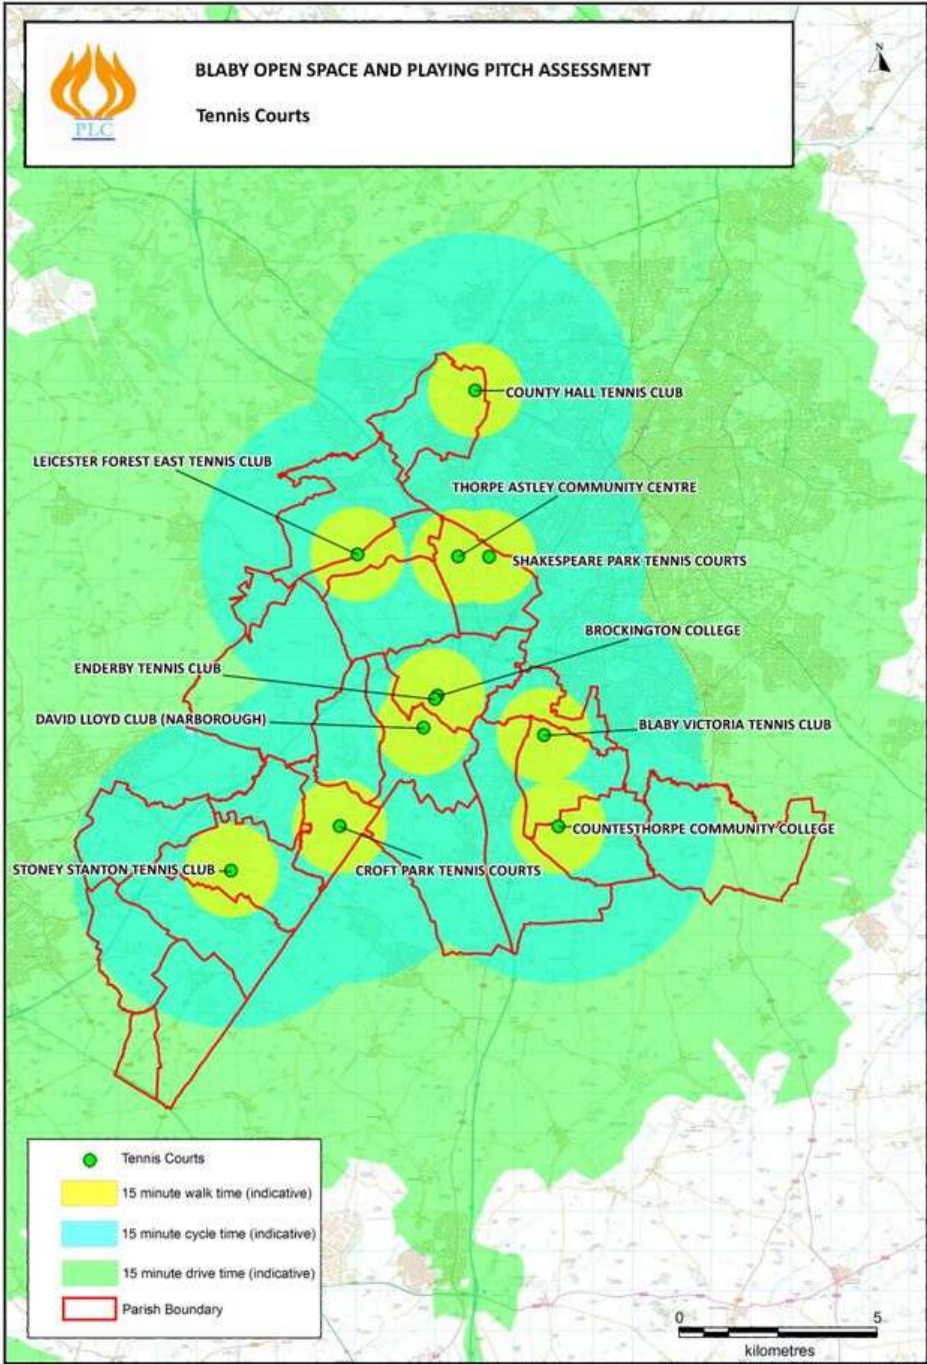 BLABY OPEN SPACE AND PLAYING PITCH ASSESSMENT
Tennis Courts
PLC
N
COUNTY HALL TENNIS CLUB
LEICESTER FOREST EAST TENNIS CLUB
THORPE ASTLEY COMMUNITY CENTRE
SHAKESPEARE PARK TENNIS COURTS
BROCKINGTON COLLEGE
ENDERBY TENNIS CLUB
DAVID LLOYD CLUB (NARBOROUGH)
BLABY VICTORIA TENNIS CLUB
COUNTESTHORPE COMMUNITY COLLEGE
STONEY STANTON TENNIS CLUB
CROFT PARK TENNIS COURTS
Tennis Courts
15 minute walk time (indicative)
15 minute cycle time (indicative)
15 minute drive time (indicative)
Parish Boundary
0 5
kilometres